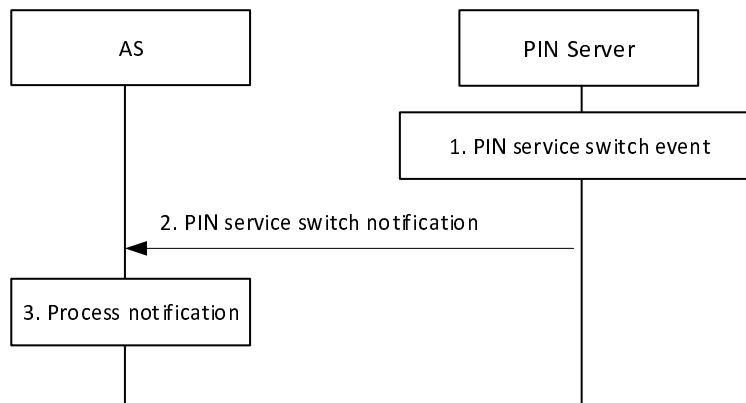 AS
PIN Server
1. PIN service switch event
2. PIN service switch notification
3. Process notification